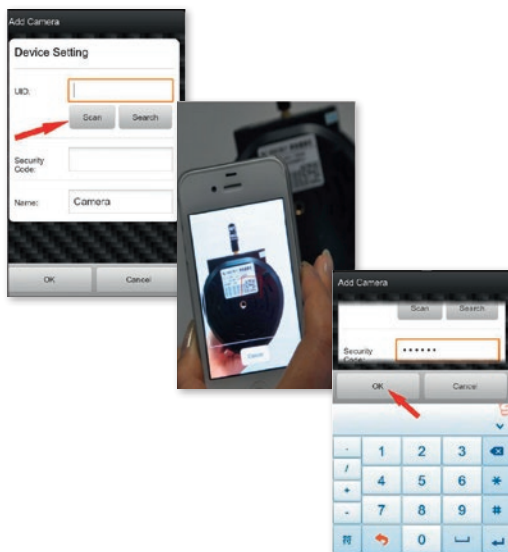 Add Camera
Device Setting
UID:
Scan Search
Security
Code:
Name: Camera
OK Cancel
Cancel
Add Camera
Scan Search
Security
Code:
••••••
OK Cancel
. 1 2 3
/ 4 5 6 *
+
- 7 8 9 #
符 0